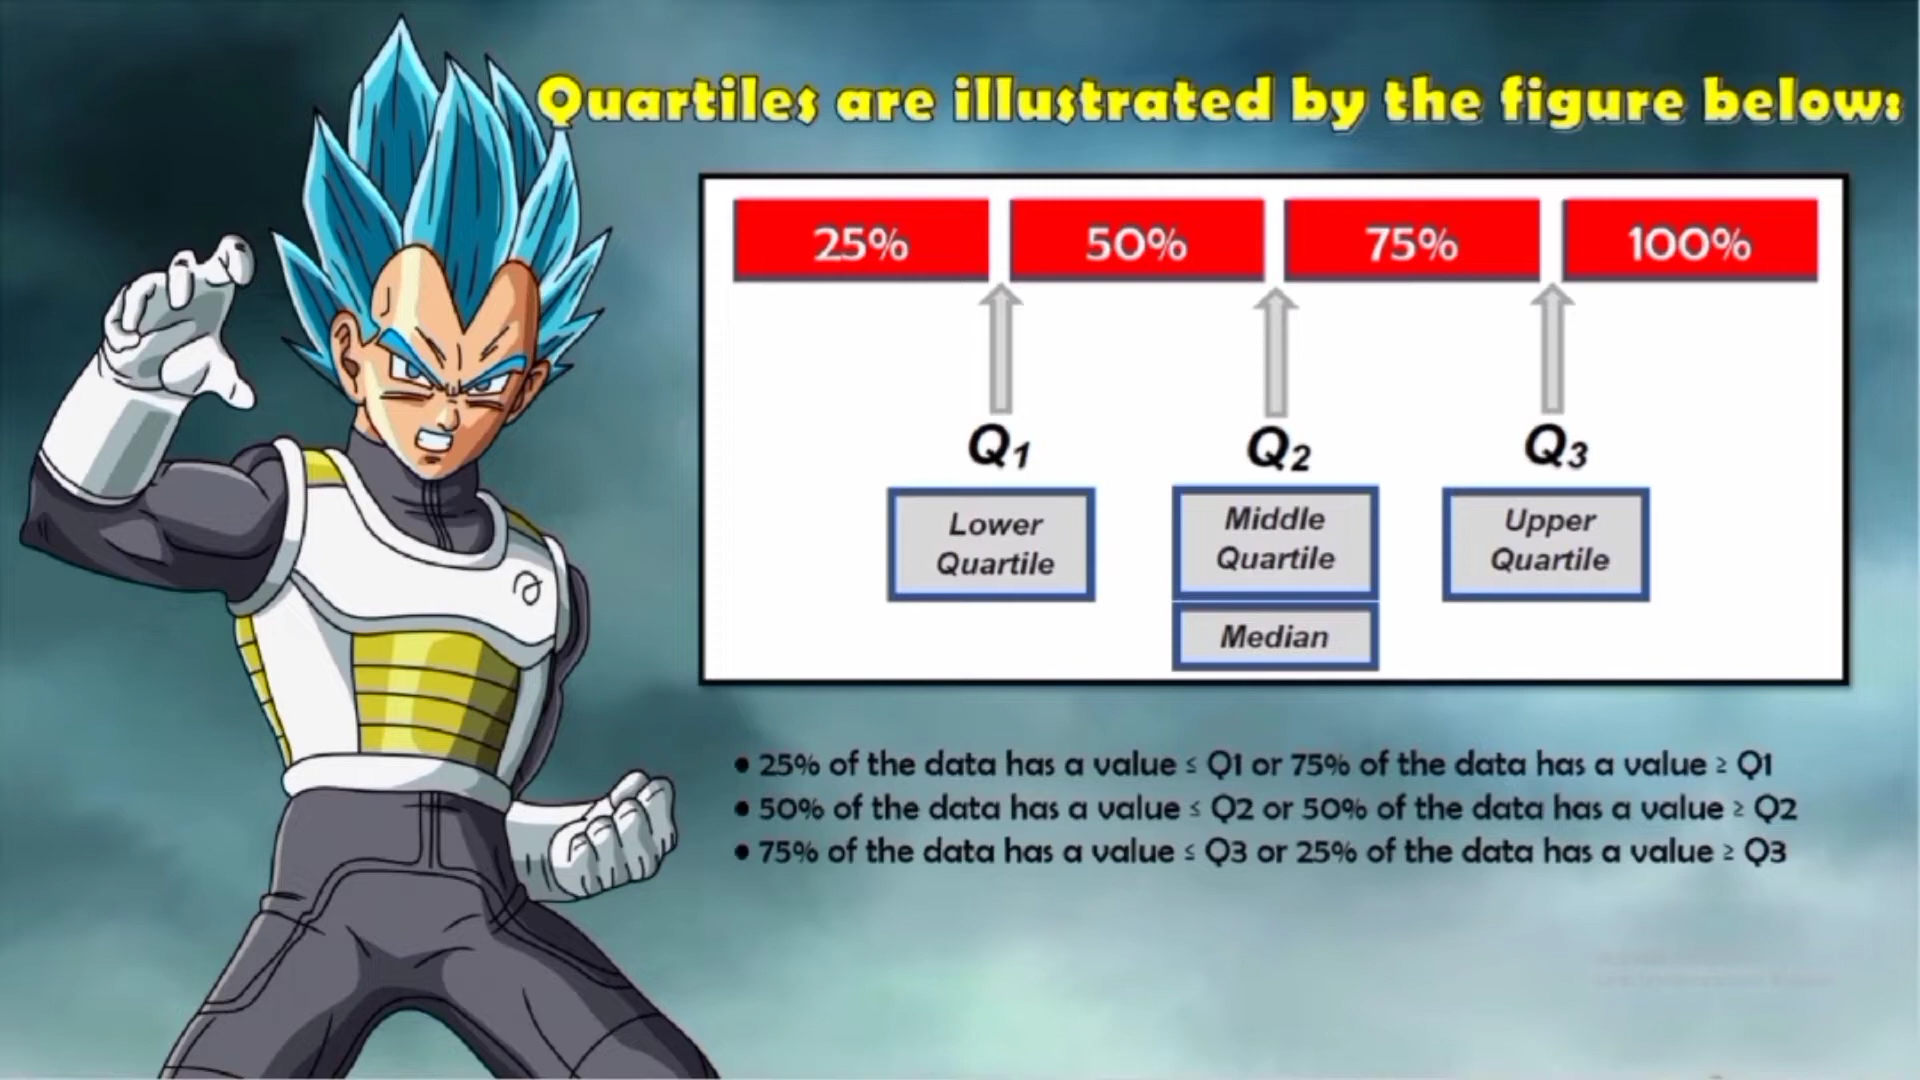 Quartiles are illustrated by the figure below:
25% 50% 75% 100%
Q1 Q2 Q3
Lower Quartile
Middle Quartile
Upper Quartile
Median
• 25% of the data has a value ≤ Q1 or 75% of the data has a value ≥ Q1
• 50% of the data has a value ≤ Q2 or 50% of the data has a value ≥ Q2
• 75% of the data has a value ≤ Q3 or 25% of the data has a value ≥ Q3